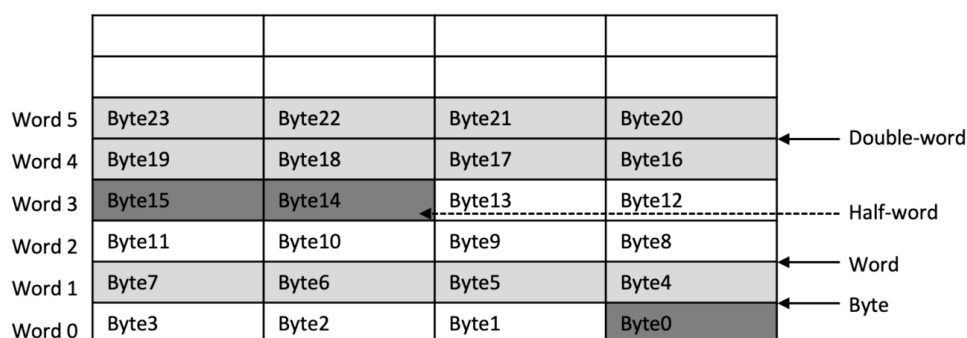 Word 5 Byte23 Byte22 Byte21 Byte20
Double-word
Word 4 Byte19 Byte18 Byte17 Byte16
Word 3 Byte15 Byte14 Byte13 Byte12
Half-word
Word 2 Byte11 Byte10 Byte9 Byte8
Word
Word 1 Byte7 Byte6 Byte5 Byte4
Byte
Word 0 Byte3 Byte2 Byte1 Byte0